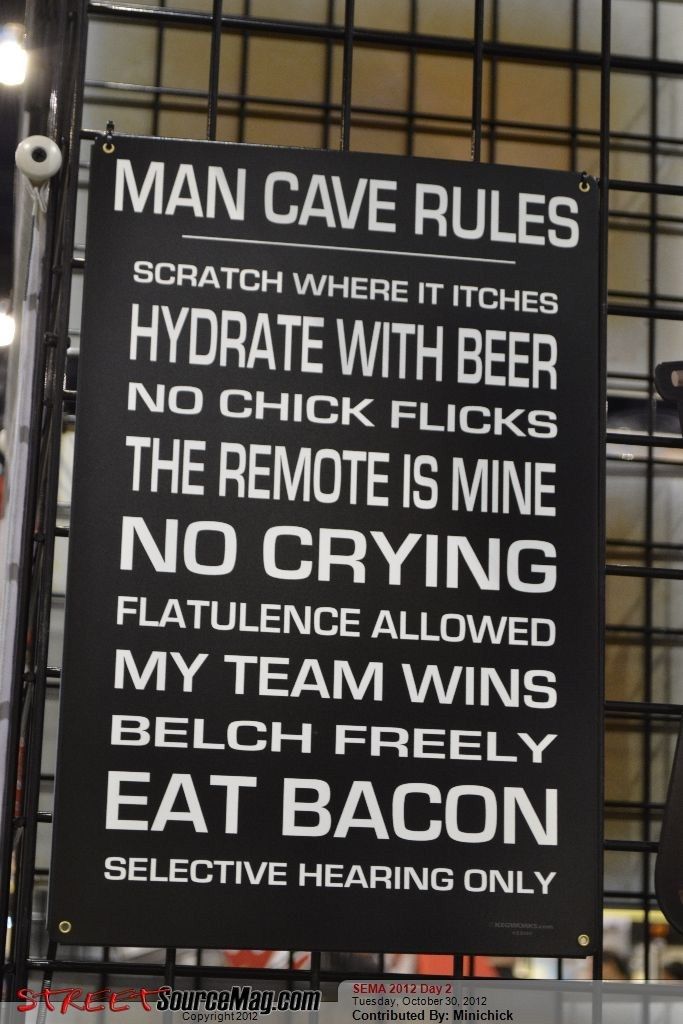 MAN CAVE RULES
SCRATCH WHERE IT ITCHES
HYDRATE WITH BEER
NO CHICK FLICKS
THE REMOTE IS MINE
NO CRYING
FLATULENCE ALLOWED
MY TEAM WINS
BELCH FREELY
EAT BACON
SELECTIVE HEARING ONLY
KEGWORKS.com
STREETSourceMag.com
Copyright 2012
SEMA 2012 Day 2
Tuesday, October 30, 2012
Contributed By: Minichick